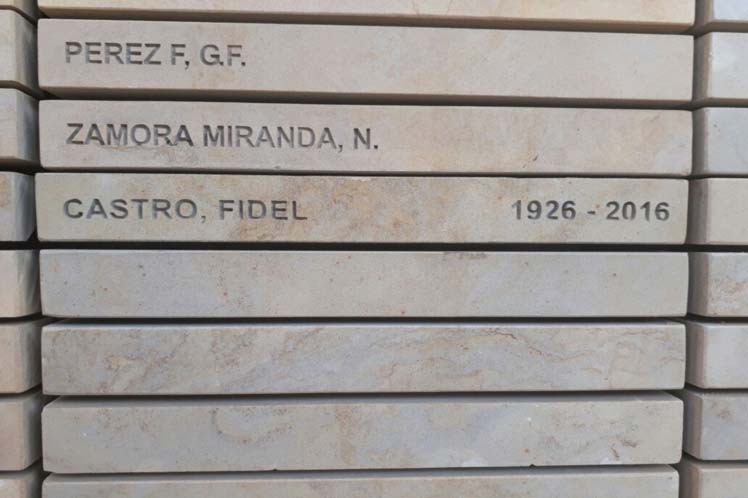 PEREZ F, G.F.
ZAMORA MIRANDA, N.
CASTRO, FIDEL 1926 - 2016